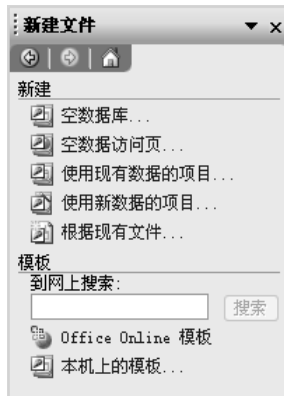 新建文件
新建
空数据库...
空数据访问页...
使用现有数据的项目...
使用新数据的项目...
根据现有文件...
模板
到网上搜索:
搜索
Office Online 模板
本机上的模板...